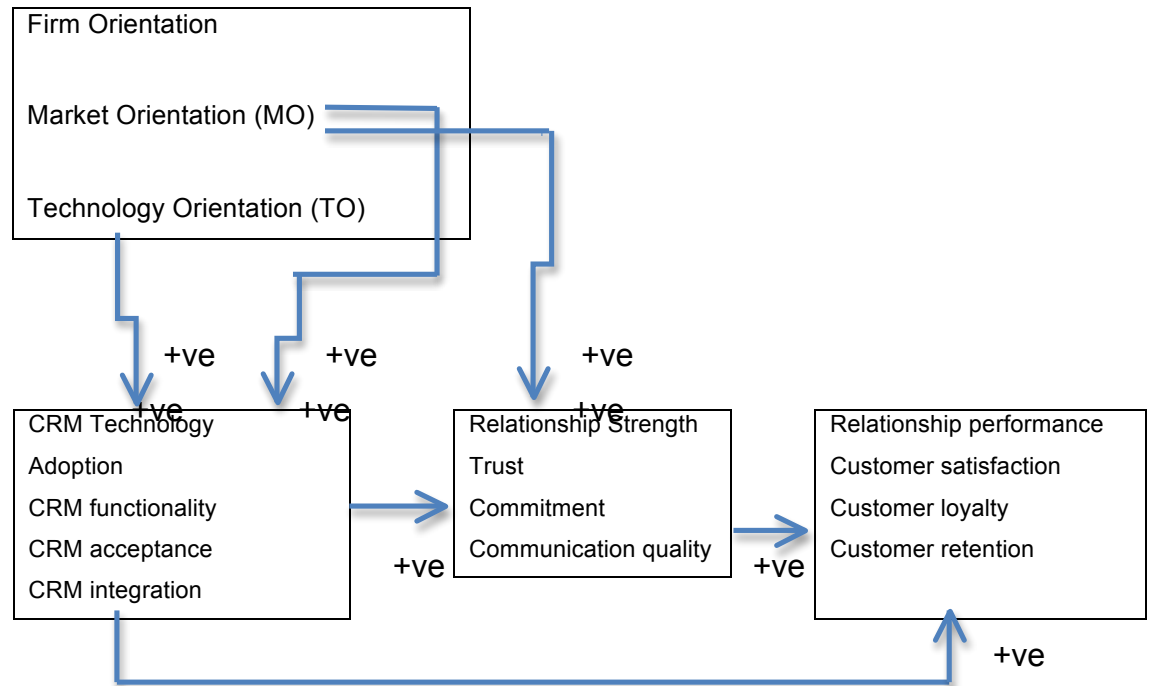 Firm Orientation
Market Orientation (MO)
Technology Orientation (TO)
+ve
+ve
+ve
+ve
+ve
+ve
CRM Technology
Adoption
CRM functionality
CRM acceptance
CRM integration
Relationship Strength
Trust
Commitment
Communication quality
Relationship performance
Customer satisfaction
Customer loyalty
Customer retention
+ve
+ve
+ve